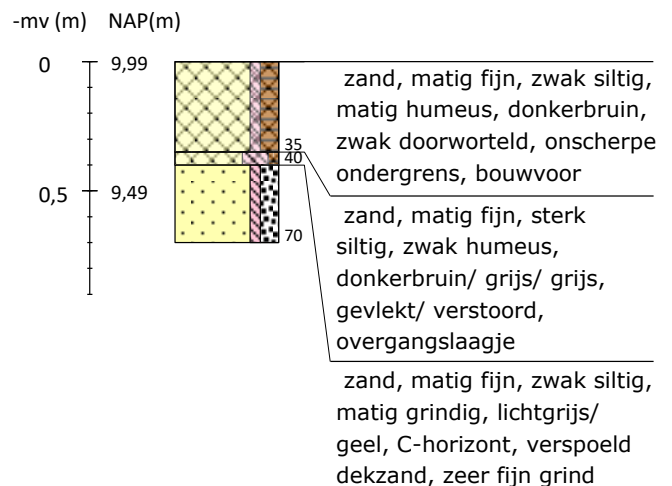 -mv (m) NAP(m)
0 9,99
zand, matig fijn, zwak siltig,
matig humeus, donkerbruin,
zwak doorworteld, onscherpe
ondergrens, bouwvoor
35
40
0,5 9,49
70
zand, matig fijn, sterk
siltig, zwak humeus,
donkerbruin/ grijs/ grijs,
gevlekt/ verstoord,
overgangslaagje
zand, matig fijn, zwak siltig,
matig grindig, lichtgrijs/
geel, C-horizont, verspoeld
dekzand, zeer fijn grind